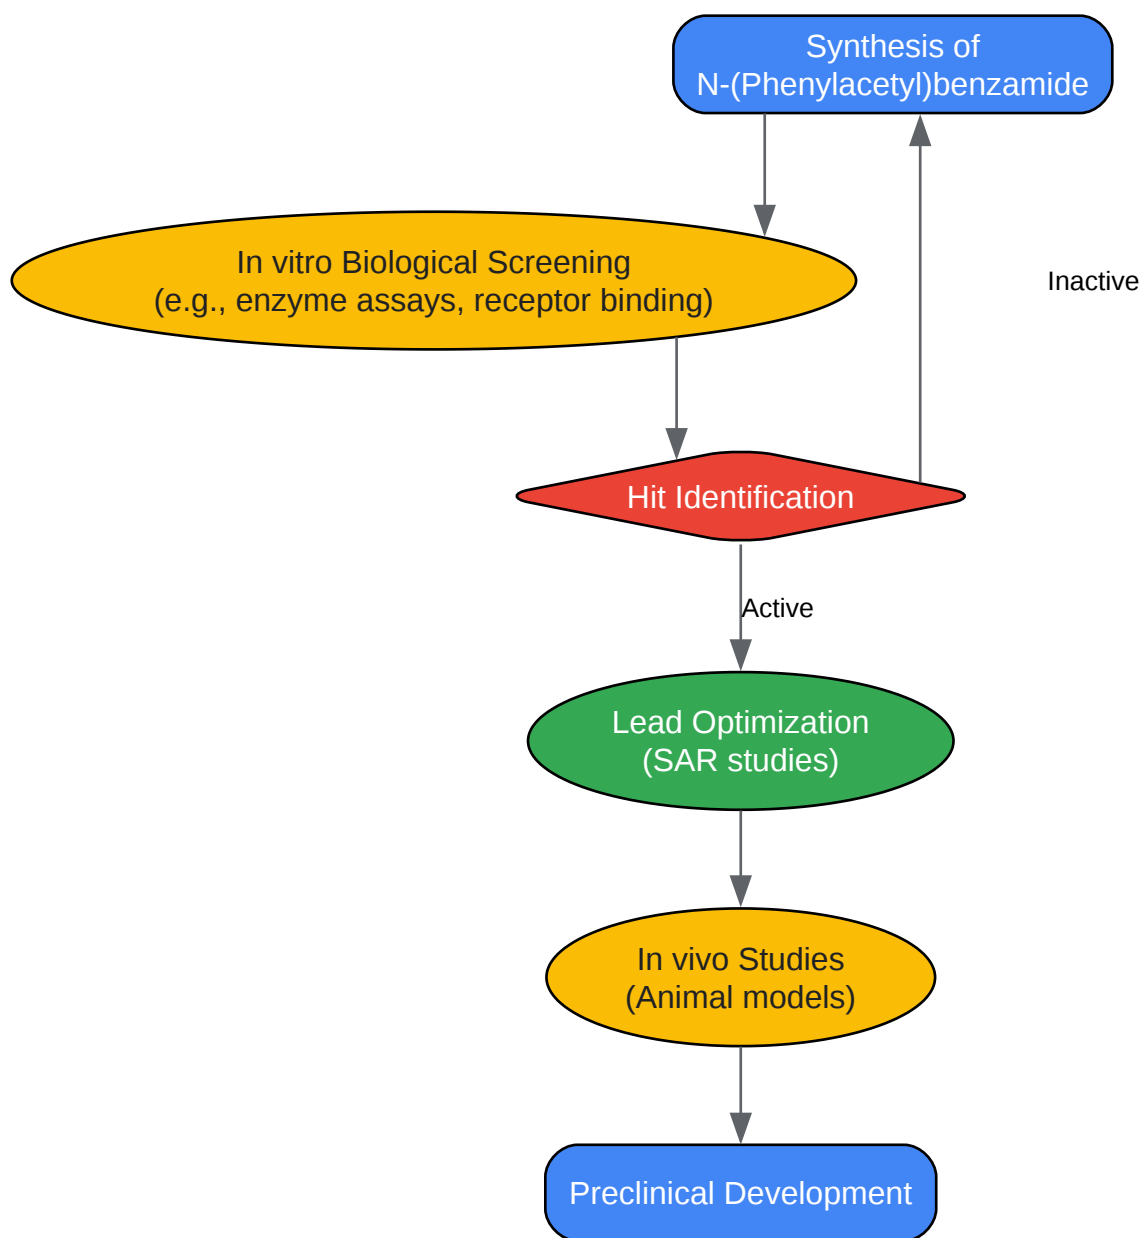 Synthesis of
N-(Phenylacetyl)benzamide
In vitro Biological Screening
(e.g., enzyme assays, receptor binding)
Inactive
Hit Identification
Active
Lead Optimization
(SAR studies)
In vivo Studies
(Animal models)
Preclinical Development